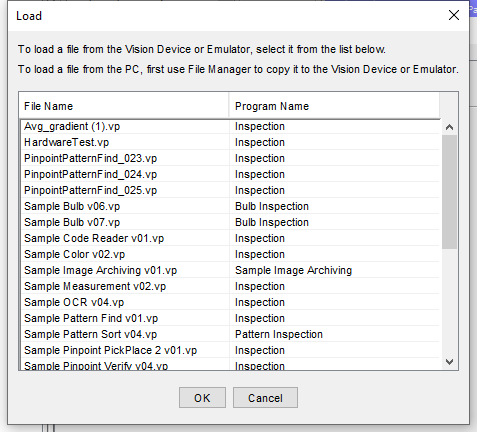 Load
To load a file from the Vision Device or Emulator, select it from the list below.
To load a file from the PC, first use File Manager to copy it to the Vision Device or Emulator.
File Name Program Name
Avg_gradient (1).vp Inspection
HardwareTest.vp Inspection
PinpointPatternFind_023.vp Inspection
PinpointPatternFind_024.vp Inspection
PinpointPatternFind_025.vp Inspection
Sample Bulb v06.vp Bulb Inspection
Sample Bulb v07.vp Bulb Inspection
Sample Code Reader v01.vp Inspection
Sample Color v02.vp Inspection
Sample Image Archiving v01.vp Sample Image Archiving
Sample Measurement v02.vp Inspection
Sample OCR v04.vp Inspection
Sample Pattern Find v01.vp Inspection
Sample Pattern Sort v04.vp Pattern Inspection
Sample Pinpoint PickPlace 2 v01.vp Inspection
Sample Pinpoint Verify v04.vp Inspection
OK Cancel